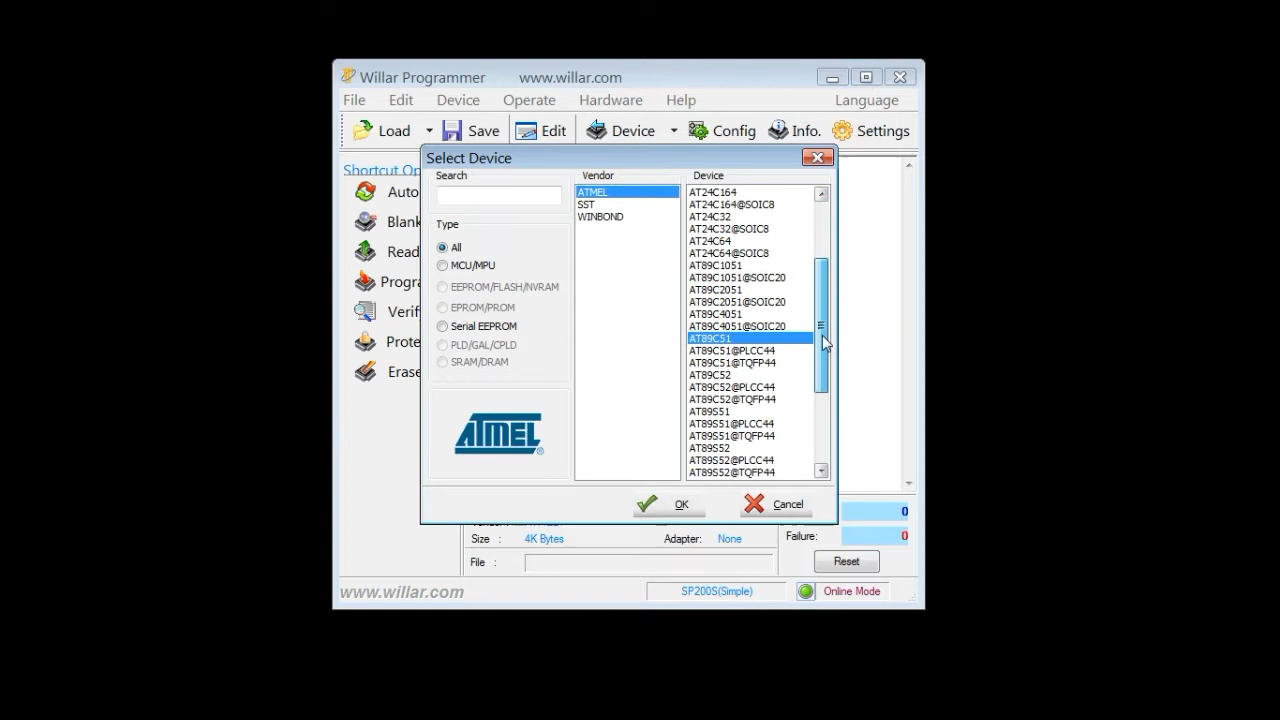 Willar Programmer www.willar.com
File Edit Device Operate Hardware Help Language
Load Save Edit Device Config Info. Settings
Shortcut Op
Auto
Blank
Read
Progra
Verif
Prote
Erase
Select Device
Search
Type
All
MCU/MPU
EEPROM/FLASH/NVRAM
EPROM/PROM
Serial EEPROM
PLD/GAL/CPLD
SRAM/DRAM
ATMEL
Vendor
ATMEL
SST
WINBOND
Device
AT24C164
AT24C164@SOIC8
AT24C32
AT24C32@SOIC8
AT24C64
AT24C64@SOIC8
AT89C1051
AT89C1051@SOIC20
AT89C2051
AT89C2051@SOIC20
AT89C4051
AT89C4051@SOIC20
AT89C51
AT89C51@PLCC44
AT89C51@TQFP44
AT89C52
AT89C52@PLCC44
AT89C52@TQFP44
AT89S51
AT89S51@PLCC44
AT89S51@TQFP44
AT89S52
AT89S52@PLCC44
AT89S52@TQFP44
OK Cancel
0
Size : 4K Bytes Adapter: None Failure: 0
File : Reset
www.willar.com SP200S(Simple) Online Mode